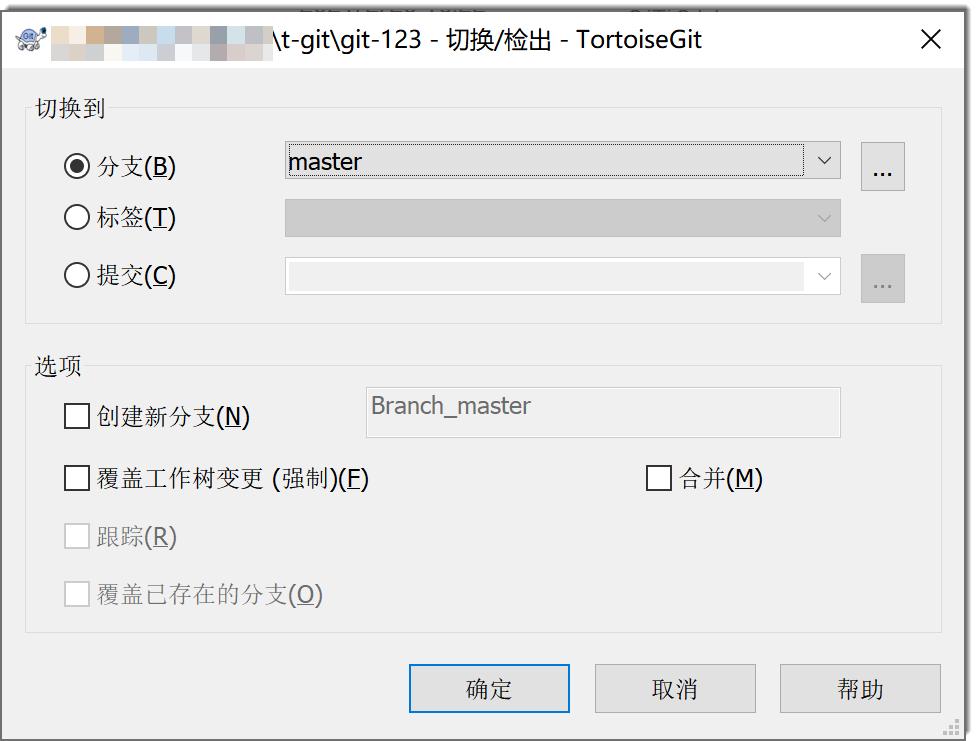 \t-git\git-123 - 切换/检出 - TortoiseGit
切换到
分支(B)
master
...
标签(T)
提交(C)
...
选项
创建新分支(N)
Branch_master
覆盖工作树变更 (强制)(F)
合并(M)
跟踪(R)
覆盖已存在的分支(O)
确定
取消
帮助